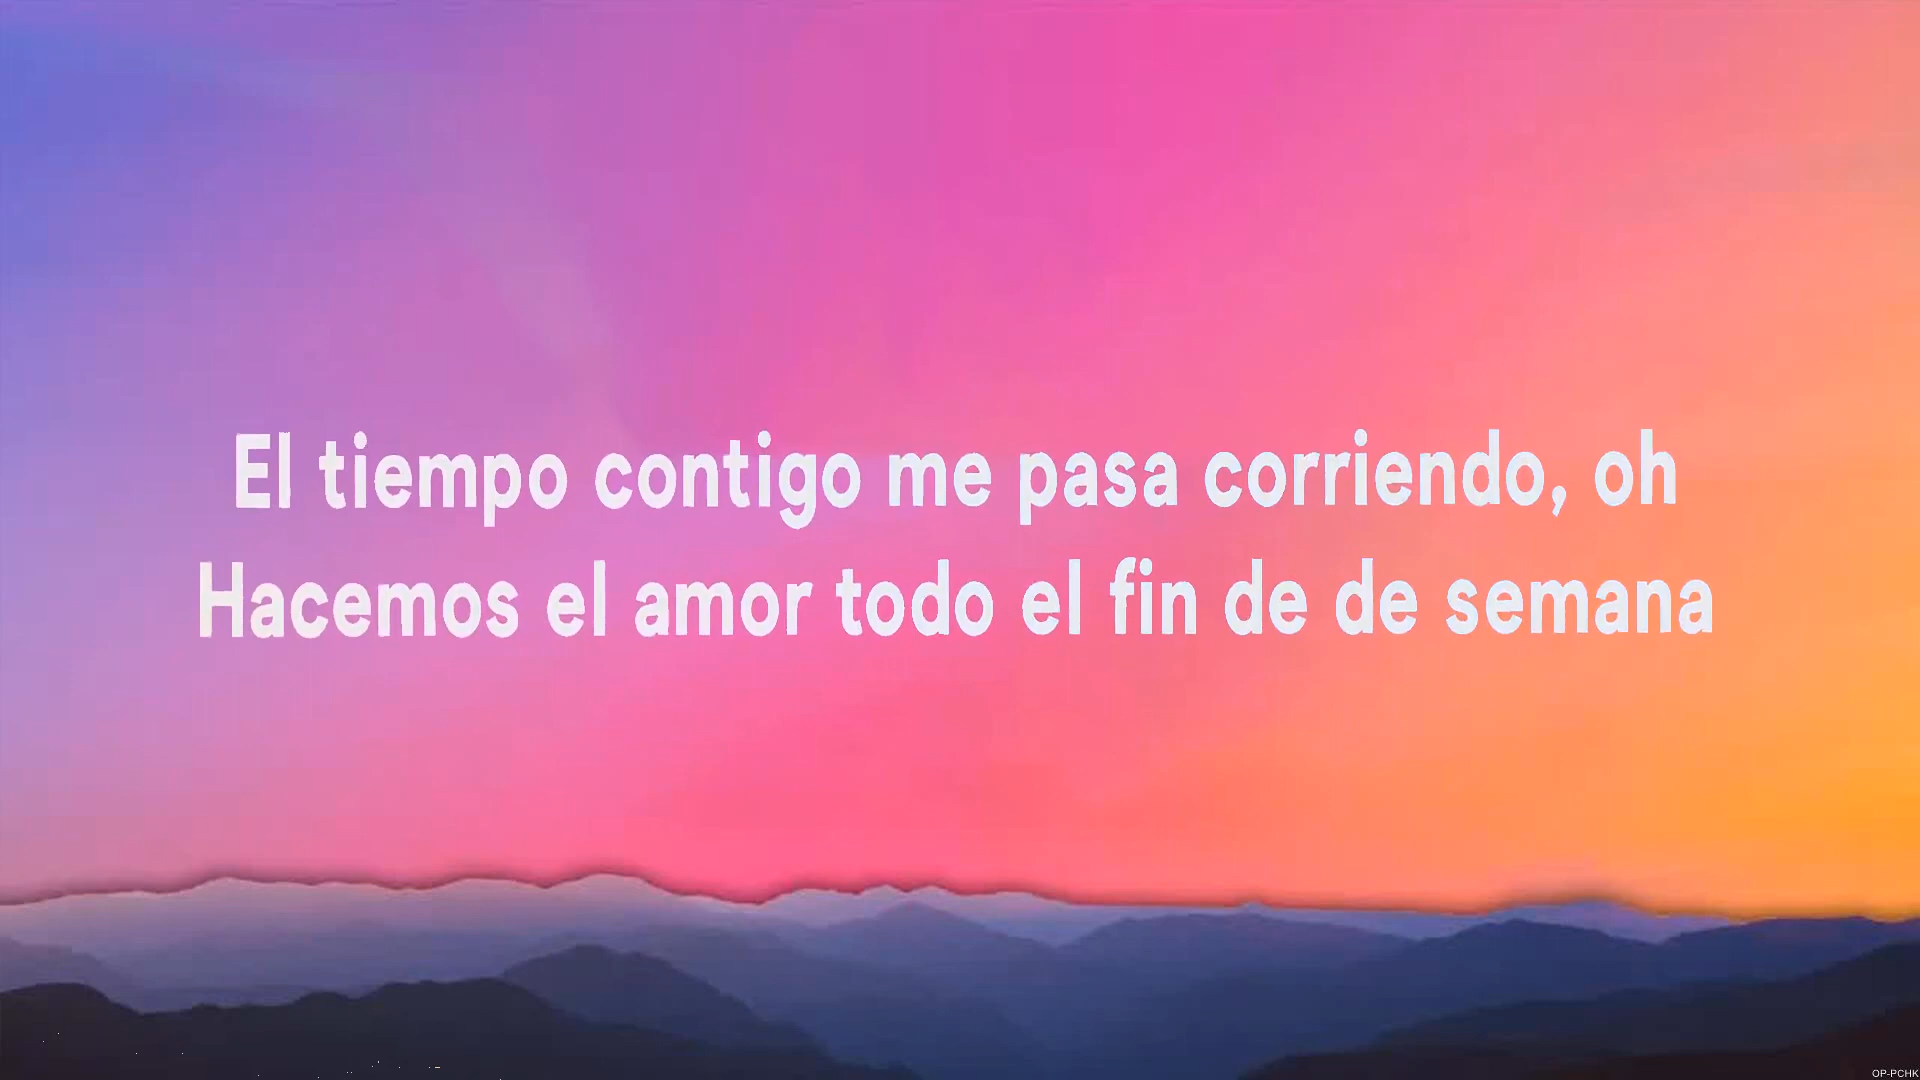 El tiempo contigo me pasa corriendo, oh
Hacemos el amor todo el fin de de semana
OP-PCHK